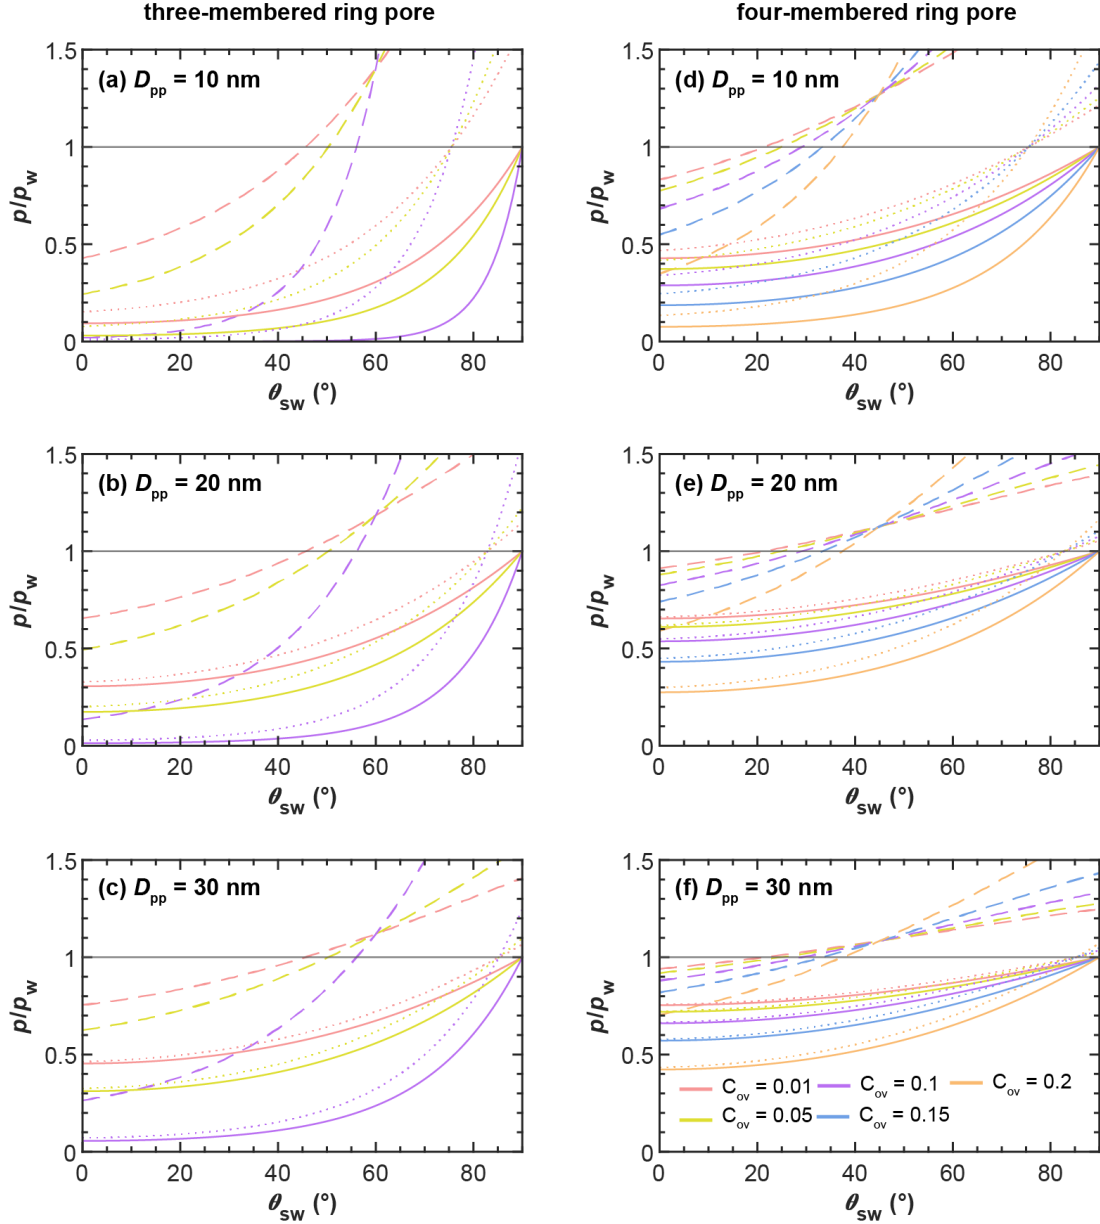 three-membered ring pore
four-membered ring pore
(a) Dpp = 10 nm
1.5
1
0.5
0
p/pw
0 20 40 60 80
θsw (°)
(d) Dpp = 10 nm
1.5
1
0.5
0
p/pw
0 20 40 60 80
θsw (°)
(b) Dpp = 20 nm
1.5
1
0.5
0
p/pw
0 20 40 60 80
θsw (°)
(e) Dpp = 20 nm
1.5
1
0.5
0
p/pw
0 20 40 60 80
θsw (°)
(c) Dpp = 30 nm
1.5
1
0.5
0
p/pw
0 20 40 60 80
θsw (°)
(f) Dpp = 30 nm
1.5
1
0.5
0
p/pw
0 20 40 60 80
θsw (°)
Cov = 0.01 Cov = 0.1 Cov = 0.2
Cov = 0.05 Cov = 0.15